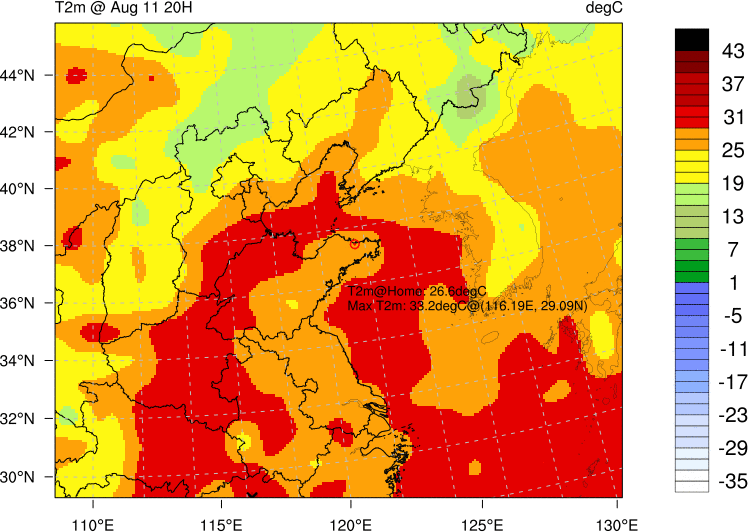 T2m @ Aug 11 20H degC
43
44°N
37
31
42°N
25
40°N
19
13
38°N
7
T2m@Home: 26.6degC
1
36°N
Max T2m: 33.2degC@(116.19E, 29.09N)
-5
34°N
-11
-17
32°N
-23
-29
30°N
-35
110°E 115°E 120°E 125°E 130°E